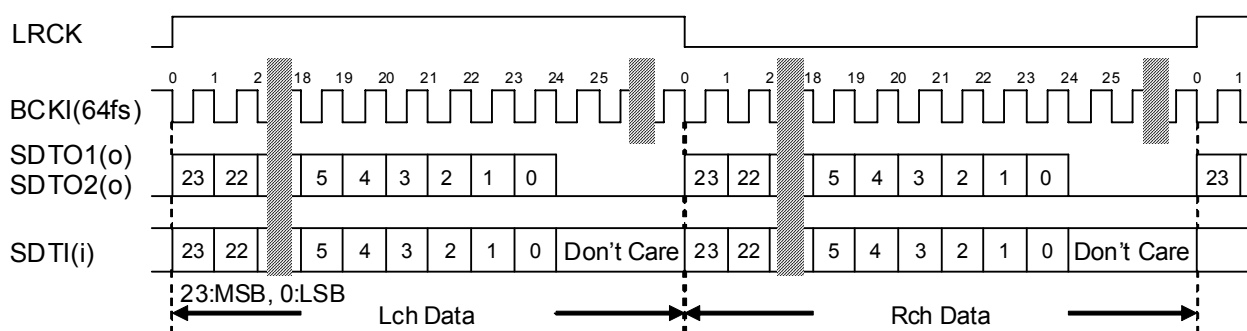 LRCK
0 1 2 18 19 20 21 22 23 24 25 0 1 2 18 19 20 21 22 23 24 25 0 1
BCKI(64fs)
SDTO1(o)
SDTO2(o)
23 22 5 4 3 2 1 0 23 22 5 4 3 2 1 0 23
SDTI(i)
23 22 5 4 3 2 1 0 Don't Care 23 22 5 4 3 2 1 0 Don't Care
23:MSB, 0:LSB
Lch Data Rch Data